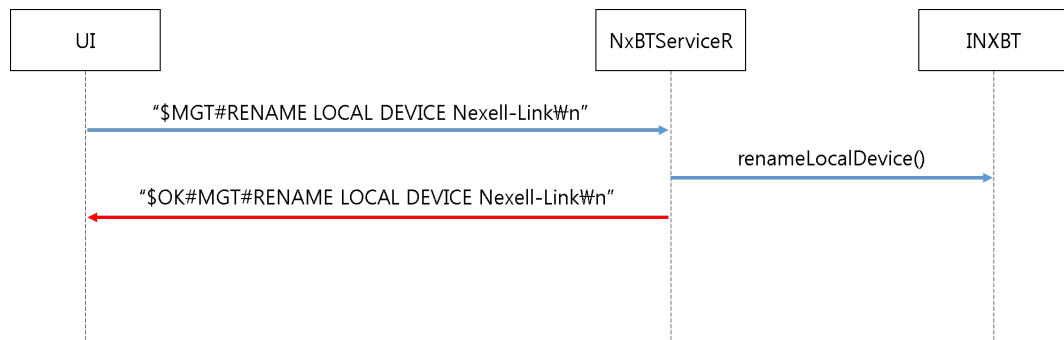 UI
NxBTServiceR
INXBT
“$MGT#RENAME LOCAL DEVICE Nexell-Link₩n”
renameLocalDevice()
“$OK#MGT#RENAME LOCAL DEVICE Nexell-Link₩n”